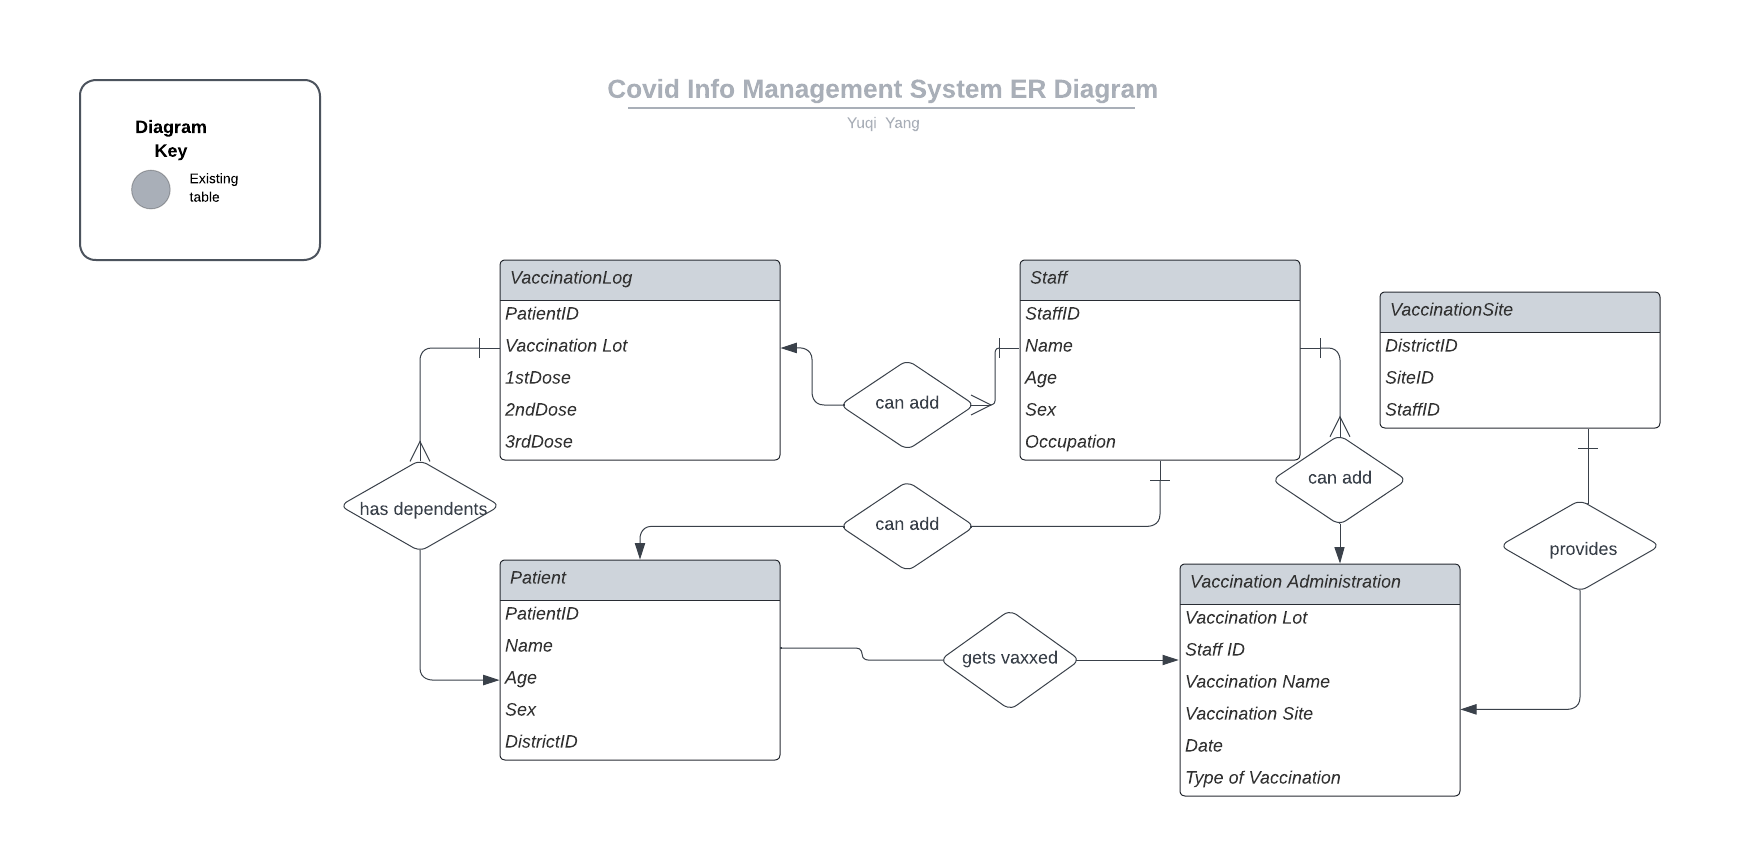 Covid Info Management System ER Diagram
Yuqi Yang
Diagram
Key
Existing
table
VaccinationLog
PatientID
Vaccination Lot
1stDose
2ndDose
3rdDose
can add
Staff
StaffID
Name
Age
Sex
Occupation
VaccinationSite
DistrictID
SiteID
StaffID
can add
has dependents
can add
provides
Patient
PatientID
Name
Age
Sex
DistrictID
gets vaxxed
Vaccination Administration
Vaccination Lot
Staff ID
Vaccination Name
Vaccination Site
Date
Type of Vaccination